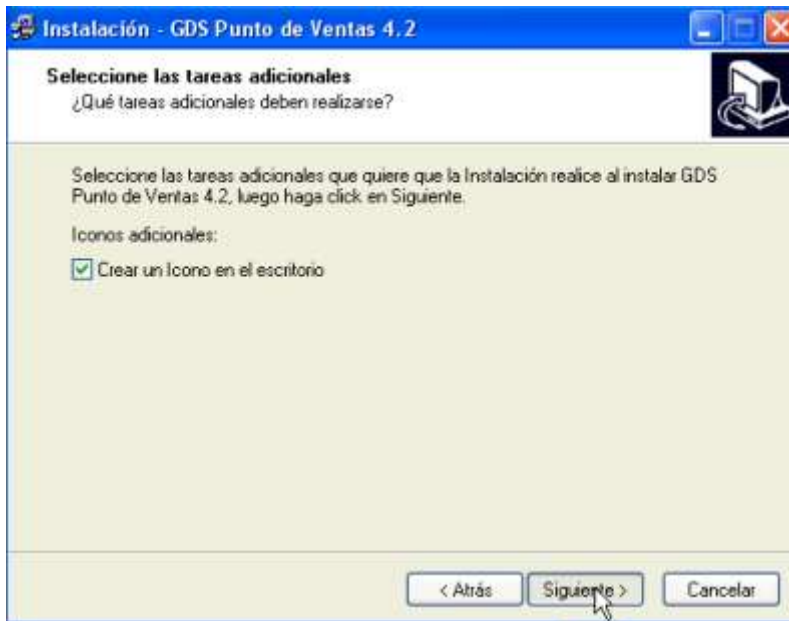 Instalación - GDS Punto de Ventas 4.2
Seleccione las tareas adicionales
¿Qué tareas adicionales deben realizarse?
Seleccione las tareas adicionales que quiere que la Instalación realice al instalar GDS
Punto de Ventas 4.2, luego haga click en Siguiente.
Iconos adicionales:
Crear un Icono en el escritorio
< Atrás
Siguiente >
Cancelar